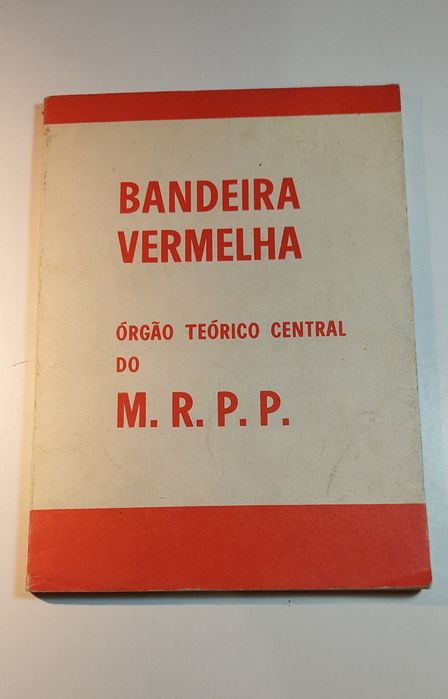 BANDEIRA
VERMELHA
ÓRGÃO TEÓRICO CENTRAL
DO
M. R. P. P.